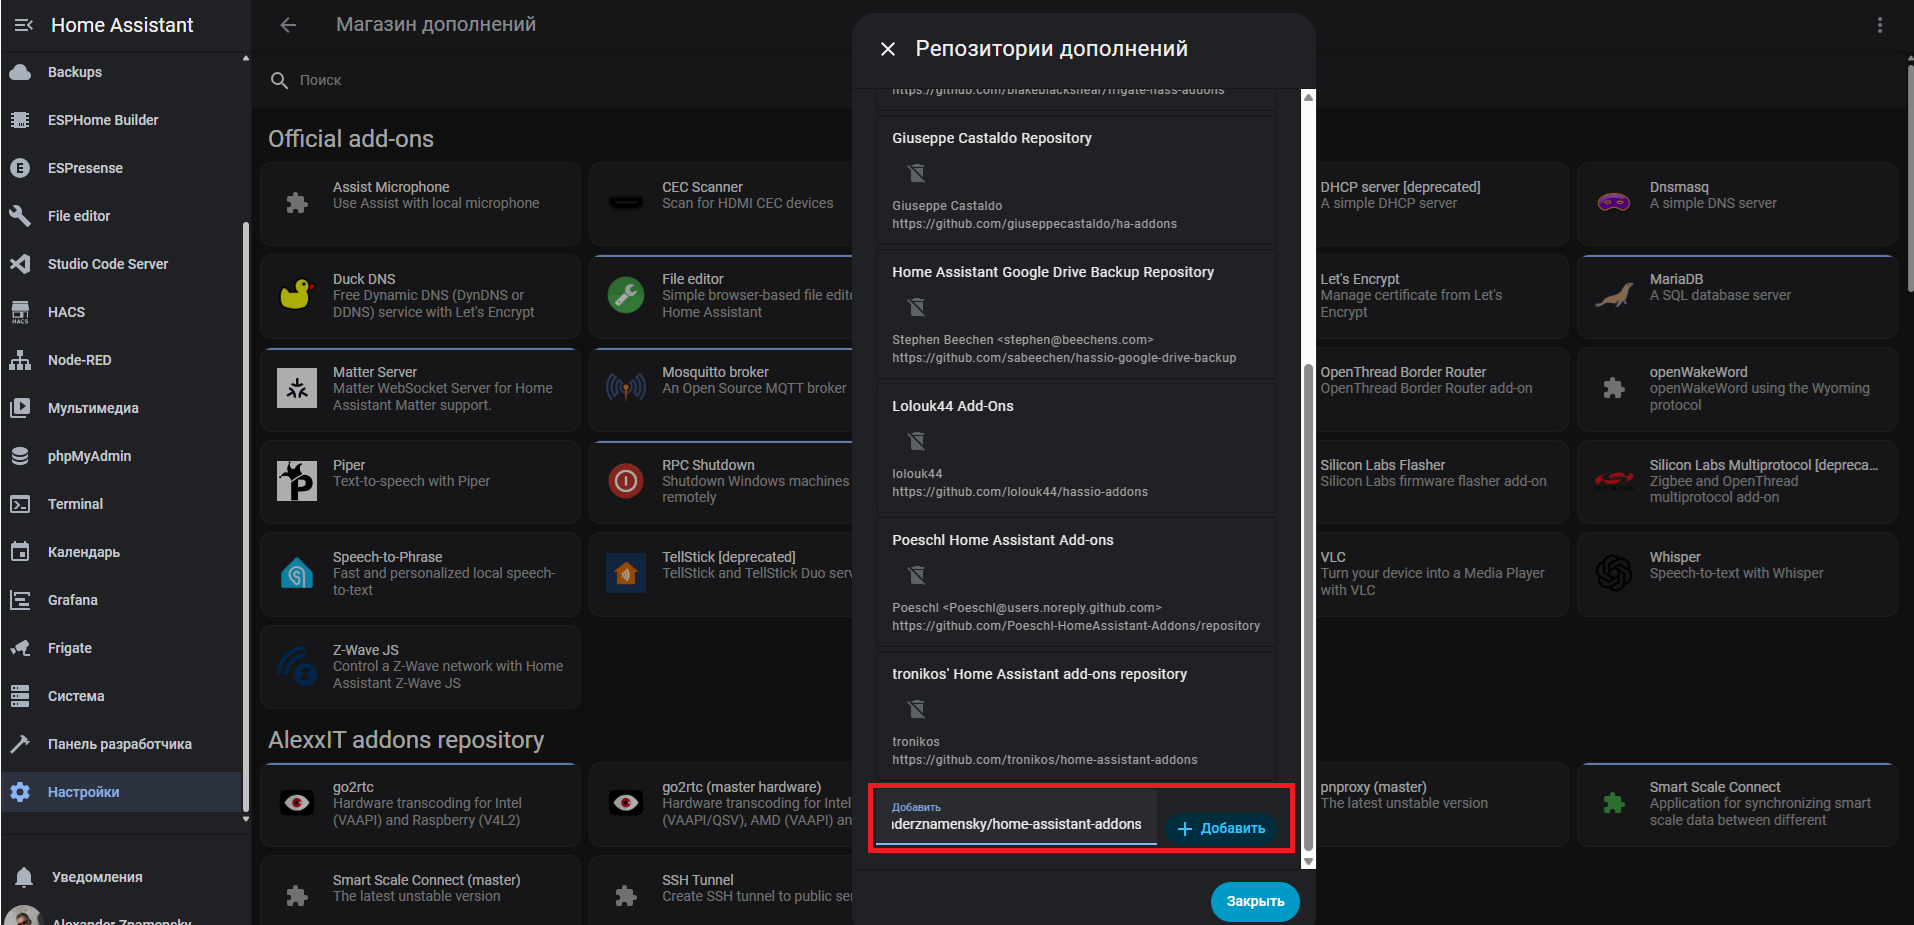 Home Assistant
Backups
ESPHome Builder
ESPresense
File editor
Studio Code Server
HACS
HACS
Node-RED
Мультимедиа
phpMyAdmin
Terminal
Календарь
Grafana
Frigate
Система
Панель разработчика
Настройки
Уведомления
Alexander Znamensky
Магазин дополнений
Поиск
Official add-ons
Assist Microphone
Use Assist with local microphone
CEC Scanner
Scan for HDMI CEC devices
DHCP server [deprecated]
A simple DHCP server
Dnsmasq
A simple DNS server
Duck DNS
Free Dynamic DNS (DynDNS or
DDNS) service with Let's Encrypt
File editor
Simple browser-based file edito
Home Assistant
Let's Encrypt
Manage certificate from Let's
Encrypt
MariaDB
A SQL database server
Matter Server
Matter WebSocket Server for Home
Assistant Matter support.
Mosquitto broker
An Open Source MQTT broker
OpenThread Border Router
OpenThread Border Router add-on
openWakeWord
openWakeWord using the Wyoming
protocol
Piper
Text-to-speech with Piper
RPC Shutdown
Shutdown Windows machines
remotely
Silicon Labs Flasher
Silicon Labs firmware flasher add-on
Silicon Labs Multiprotocol [depreca...
Zigbee and OpenThread
multiprotocol add-on
Speech-to-Phrase
Fast and personalized local speech-
to-text
TellStick [deprecated]
TellStick and TellStick Duo serv
VLC
Turn your device into a Media Player
with VLC
Whisper
Speech-to-text with Whisper
Z-Wave JS
Control a Z-Wave network with Home
Assistant Z-Wave JS
AlexxIT addons repository
go2rtc
Hardware transcoding for Intel
(VAAPI) and Raspberry (V4L2)
go2rtc (master hardware)
Hardware transcoding for Intel
(VAAPI/QSV), AMD (VAAPI) an
pnproxy (master)
The latest unstable version
Smart Scale Connect
Application for synchronizing smart
scale data between different
Smart Scale Connect (master)
The latest unstable version
SSH Tunnel
Create SSH tunnel to public se
Репозитории дополнений
https://github.com/blakeblackshear/frigate-hass-addons
Giuseppe Castaldo Repository
Giuseppe Castaldo
https://github.com/giuseppecastaldo/ha-addons
Home Assistant Google Drive Backup Repository
Stephen Beechen <stephen@beechens.com>
https://github.com/sabeechen/hassio-google-drive-backup
Lolouk44 Add-Ons
lolouk44
https://github.com/lolouk44/hassio-addons
Poeschl Home Assistant Add-ons
Poeschl <Poeschl@users.noreply.github.com>
https://github.com/Poeschl-HomeAssistant-Addons/repository
tronikos' Home Assistant add-ons repository
tronikos
https://github.com/tronikos/home-assistant-addons
Добавить
nderznamensky/home-assistant-addons
Добавить
Закрыть